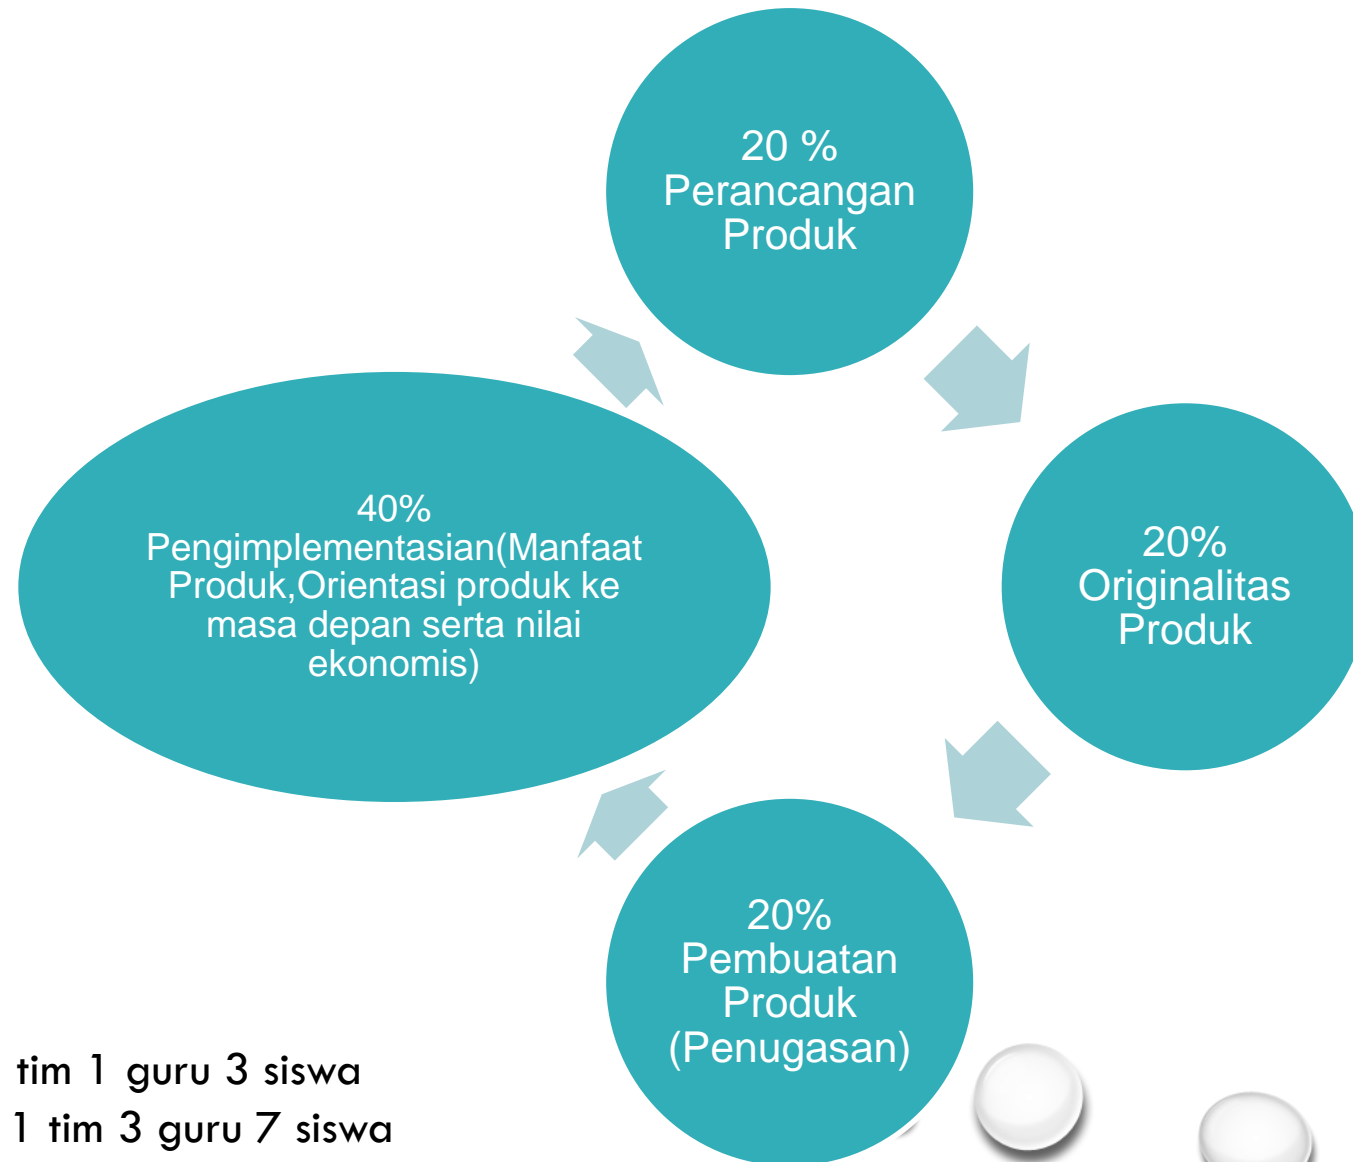 20 %
Perancangan
Produk
20%
Originalitas
Produk
20%
Pembuatan
Produk
(Penugasan)
40%
Pengimplementasian(Manfaat
Produk,Orientasi produk ke
masa depan serta nilai
ekonomis)
tim 1 guru 3 siswa
1 tim 3 guru 7 siswa